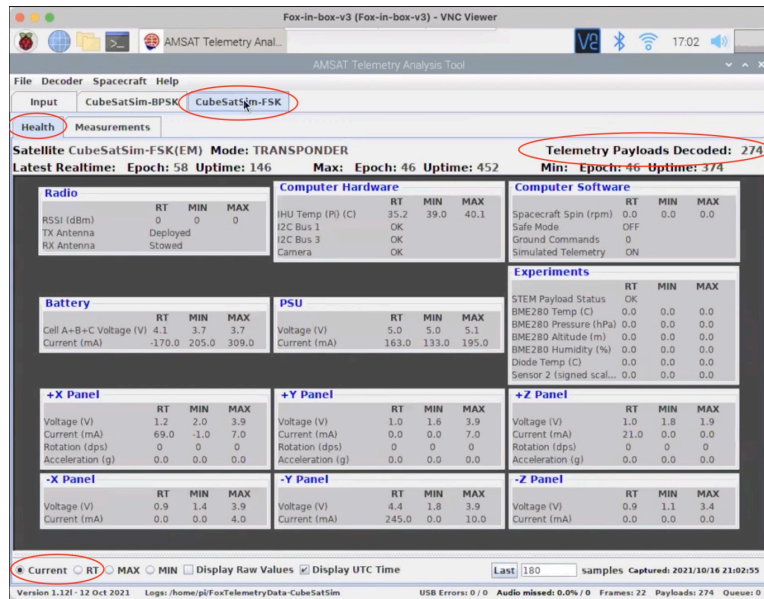 Fox-in-box-v3 (Fox-in-box-v3) - VNC Viewer
>_ AMSAT Telemetry Anal... V2 17:02
AMSAT Telemetry Analysis Tool
File Decoder Spacecraft Help
Input CubeSatSim-BPSK CubeSatSim-FSK
Health Measurements
Satellite CubeSatSim-FSK(EM) Mode: TRANSPONDER Telemetry Payloads Decoded: 274
Latest Realtime: Epoch: 58 Uptime: 146 Max: Epoch: 46 Uptime: 452 Min: Epoch: 46 Uptime: 374
Radio
RT MIN MAX
RSSI (dBm) 0 0 0
TX Antenna Deployed
RX Antenna Stowed
Computer Hardware
RT MIN MAX
IHU Temp (Pi) (C) 35.2 39.0 40.1
I2C Bus 1 OK
I2C Bus 3 OK
Camera OK
Computer Software
RT MIN MAX
Spacecraft Spin (rpm) 0.0 0.0 0.0
Safe Mode OFF
Ground Commands 0
Simulated Telemetry ON
Battery
RT MIN MAX
Cell A+B+C Voltage (V) 4.1 3.7 3.7
Current (mA) -170.0 205.0 309.0
PSU
RT MIN MAX
Voltage (V) 5.0 5.0 5.1
Current (mA) 163.0 133.0 195.0
Experiments
RT MIN MAX
STEM Payload Status OK
BME280 Temp (C) 0.0 0.0 0.0
BME280 Pressure (hPa) 0.0 0.0 0.0
BME280 Altitude (m) 0.0 0.0 0.0
BME280 Humidity (%) 0.0 0.0 0.0
Diode Temp (C) 0.0 0.0 0.0
Sensor 2 (signed scal... 0.0 0.0 0.0
+X Panel
RT MIN MAX
Voltage (V) 1.2 2.0 3.9
Current (mA) 69.0 -1.0 7.0
Rotation (dps) 0 0 0
Acceleration (g) 0.0 0.0 0.0
+Y Panel
RT MIN MAX
Voltage (V) 1.0 1.6 3.9
Current (mA) 0.0 0.0 7.0
Rotation (dps) 0 0 0
Acceleration (g) 0.0 0.0 0.0
+Z Panel
RT MIN MAX
Voltage (V) 1.0 1.8 1.9
Current (mA) 21.0 0.0 0.0
Rotation (dps) 0 0 0
Acceleration (g) 0.0 0.0 0.0
-X Panel
RT MIN MAX
Voltage (V) 0.9 1.4 3.9
Current (mA) 0.0 0.0 4.0
-Y Panel
RT MIN MAX
Voltage (V) 4.4 1.8 3.9
Current (mA) 245.0 0.0 10.0
-Z Panel
RT MIN MAX
Voltage (V) 0.9 1.1 3.4
Current (mA) 0.0 0.0 0.0
Current RT MAX MIN Display Raw Values Display UTC Time Last 180 samples Captured: 2021/10/16 21:02:55
Version 1.12l - 12 Oct 2021 Logs: /home/pi/FoxTelemetryData-CubeSatSim USB Errors: 0 / 0 Audio missed: 0.0% / 0 Frames: 22 Payloads: 274 Queue: 0